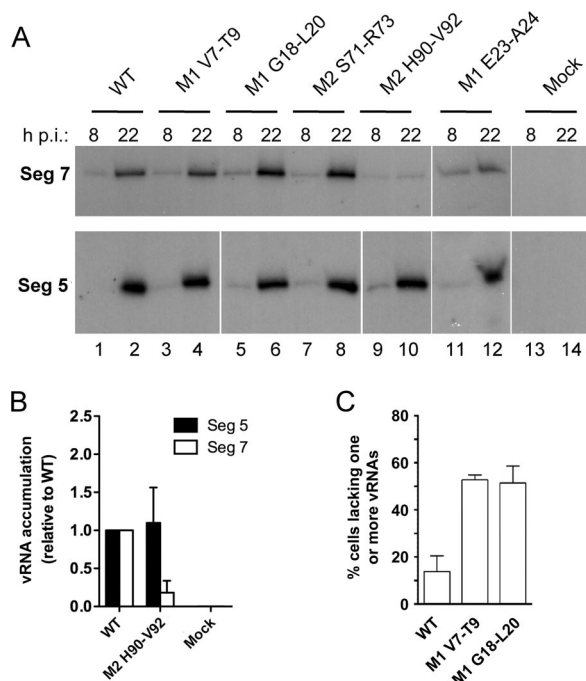 A
WT
M1 V7-T9
M1 G18-L20
M2 S71-R73
M2 H90-V92
M1 E23-A24
Mock
h p.i.: 8 22 8 22 8 22 8 22 8 22 8 22 8 22
Seg 7
Seg 5
1 2 3 4 5 6 7 8 9 10 11 12 13 14
B
vRNA accumulation
(relative to WT)
2.5
2.0
1.5
1.0
0.5
0.0
Seg 5
Seg 7
WT
M2 H90-V92
Mock
C
% cells lacking one
or more vRNAs
80
60
40
20
0
WT
M1 V7-T9
M1 G18-L20